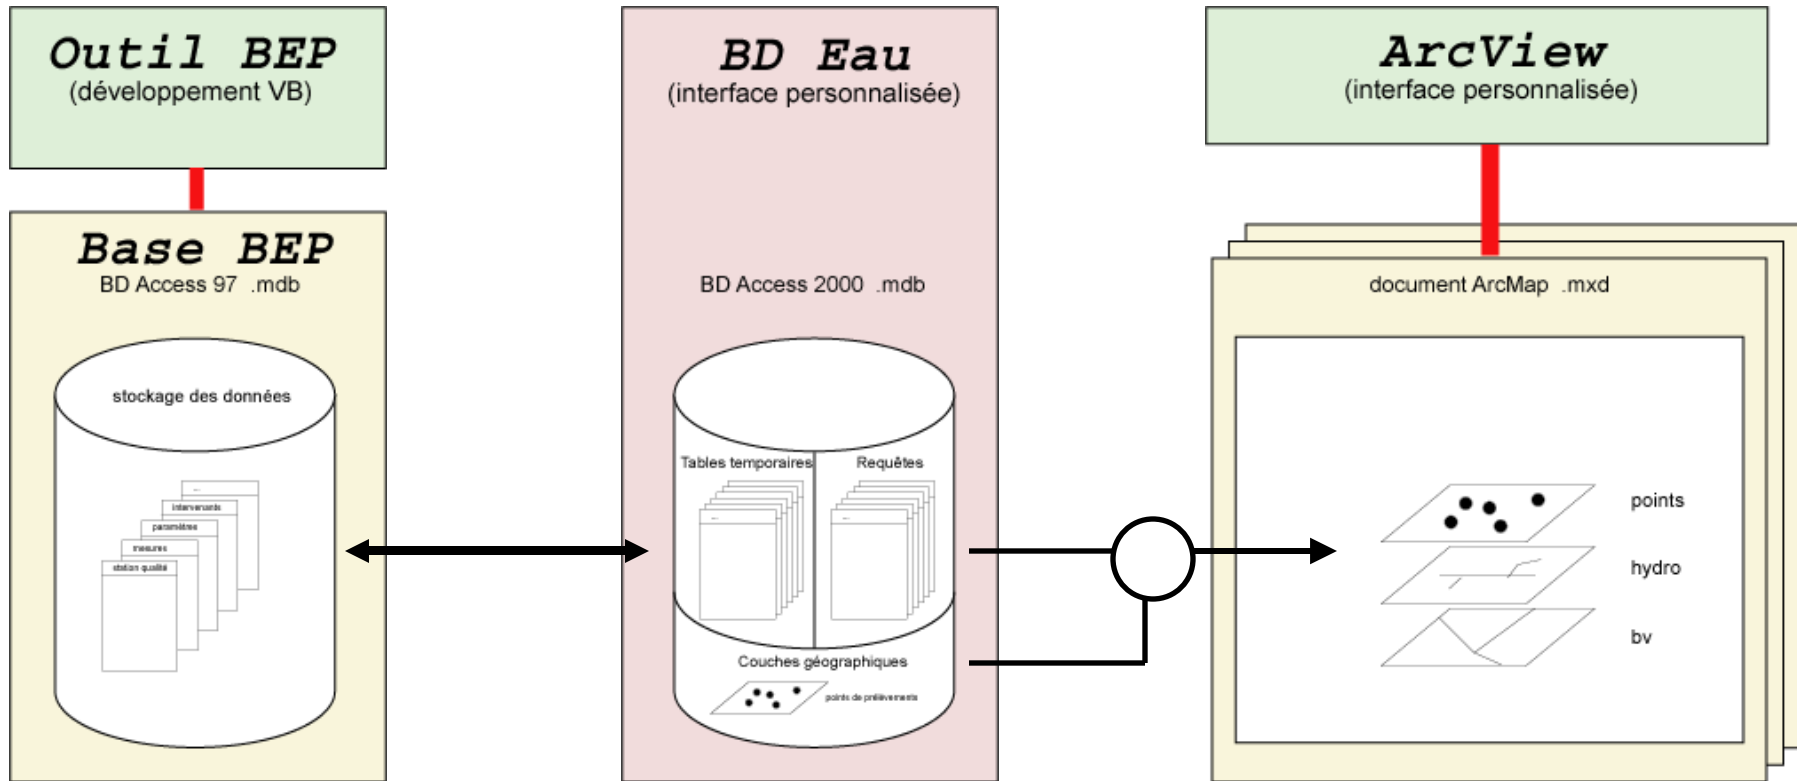 Outil BEP
(développement VB)
Base BEP
BD Access 97 .mdb
stockage des données
intervenants
paramètres
mesures
station qualité
BD Eau
(interface personnalisée)
BD Access 2000 .mdb
Tables temporaires
Requêtes
Couches géographiques
points de prélèvements
ArcView
(interface personnalisée)
document ArcMap .mxd
points
hydro
bv